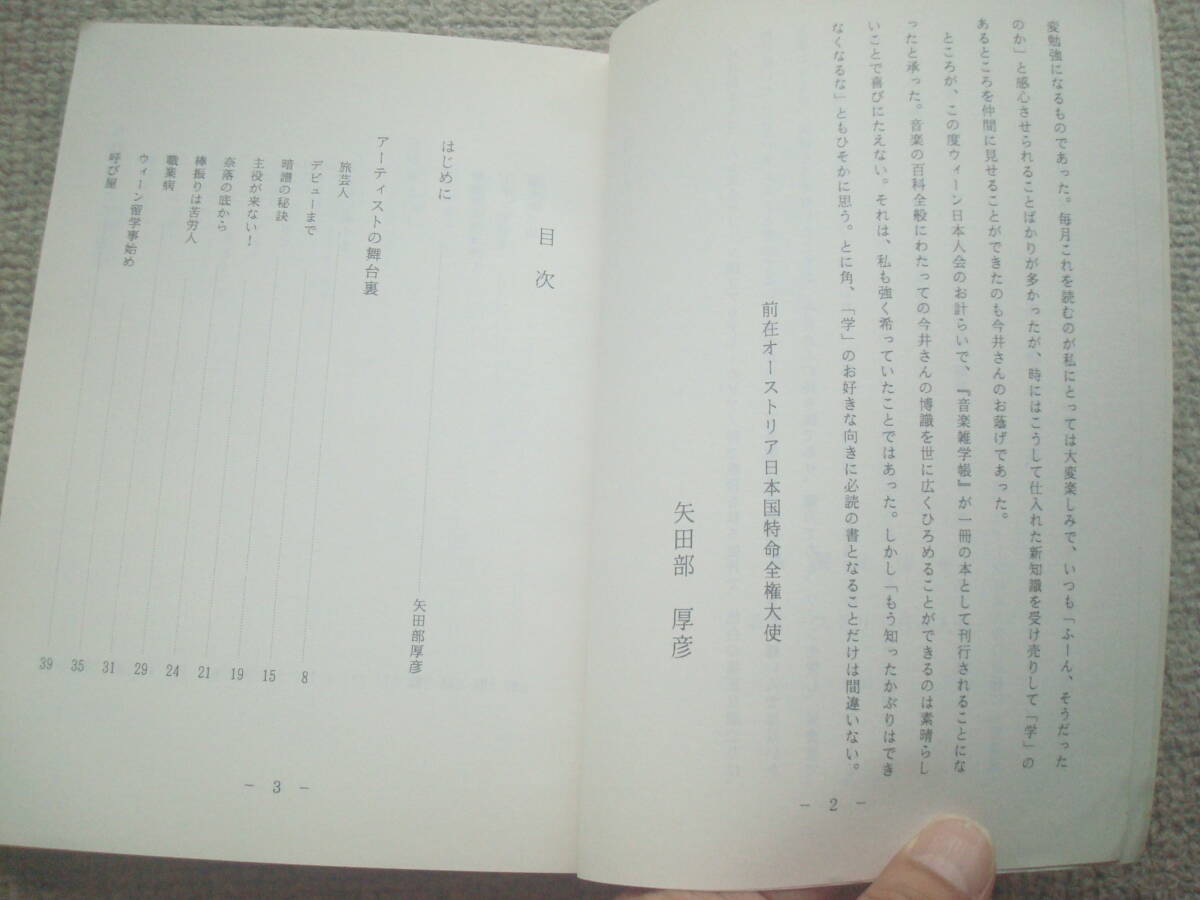 変勉強になるものであった。毎月これを読むのが私にとっては大変楽しみで、いつも「ふーん、そうだった
のか」と感心させられることばかりが多かったが、時にはこうして仕入れた新知識を受け売りして「学」の
あるところを仲間に見せることができたのも今井さんのお蔭げであった。
ところが、この度ウィーン日本人会のお計らいで、『音楽雑学帳』が一冊の本として刊行されることにな
ったと承った。音楽の百科全般にわたっての今井さんの博識を世に広くひろめることができるのは素晴らし
いことで喜びにたえない。それは、私も強く希っていたことではあった。しかし「もう知ったかぶりはでき
なくなるな」ともひそかに思う。とに角、「学」のお好きな向きに必読の書となることだけは間違いない。
前在オーストリア日本国特命全権大使
矢田部 厚彦
- 2 -
目次
はじめに 矢田部厚彦
アーティストの舞台裏
旅芸人 8
デビューまで 15
暗譜の秘訣 19
主役が来ない! 21
奈落の底から 24
棒振りは苦労人 29
職業病 31
ウィーン留学事始め 35
呼び屋 39
- 3 -